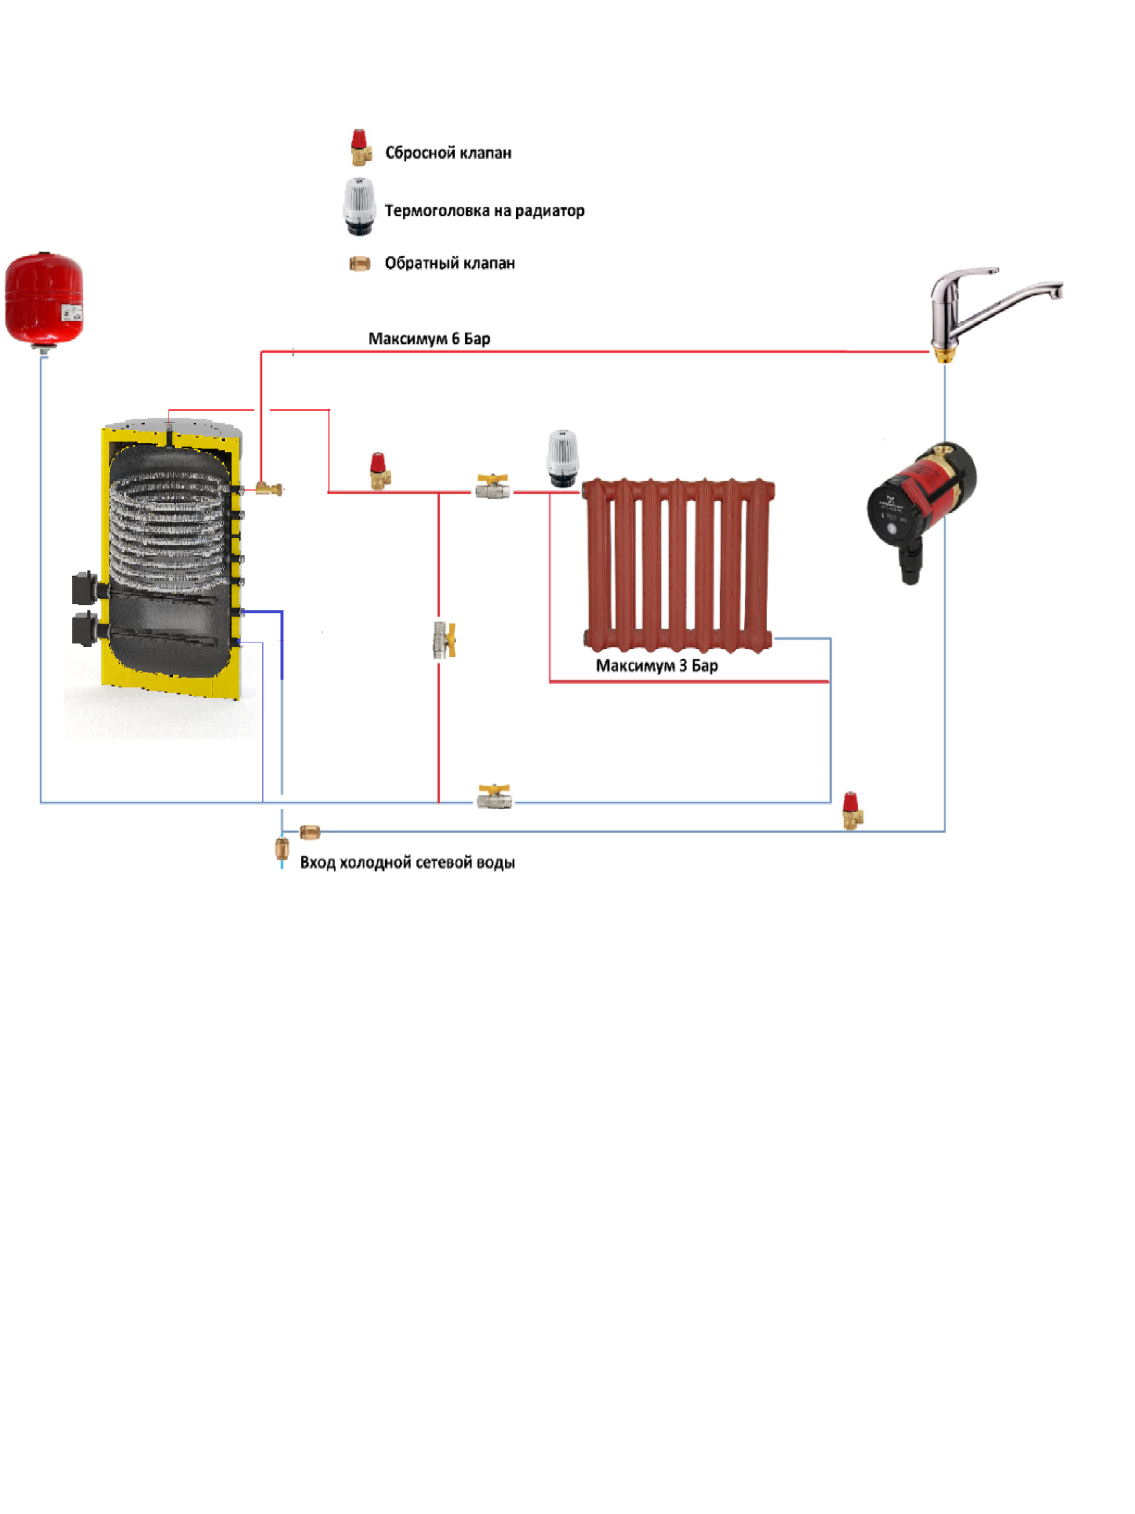 Сбросной клапан
Термоголовка на радиатор
Обратный клапан
Максимум 6 Бар
Максимум 3 Бар
Вход холодной сетевой воды